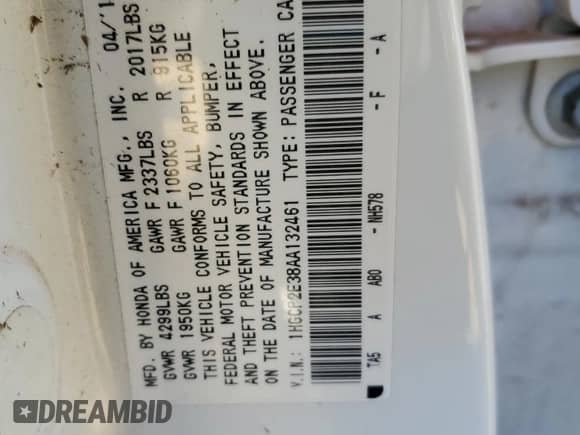 MFD. BY HONDA OF AMERICA MFG., INC. 04/1
GVWR 4299LBS GAWR F 2337LBS R 2017LBS
GVWR 1950KG GAWR F 1060KG R 915KG
THIS VEHICLE CONFORMS TO ALL APPLICABLE
FEDERAL MOTOR VEHICLE SAFETY, BUMPER,
AND THEFT PREVENTION STANDARDS IN EFFECT
ON THE DATE OF MANUFACTURE SHOWN ABOVE.
V.I.N.: 1HGCP2E38AA132461 TYPE: PASSENGER CA
TA5 A AB0 - NH578 - F - A
DREAMBID